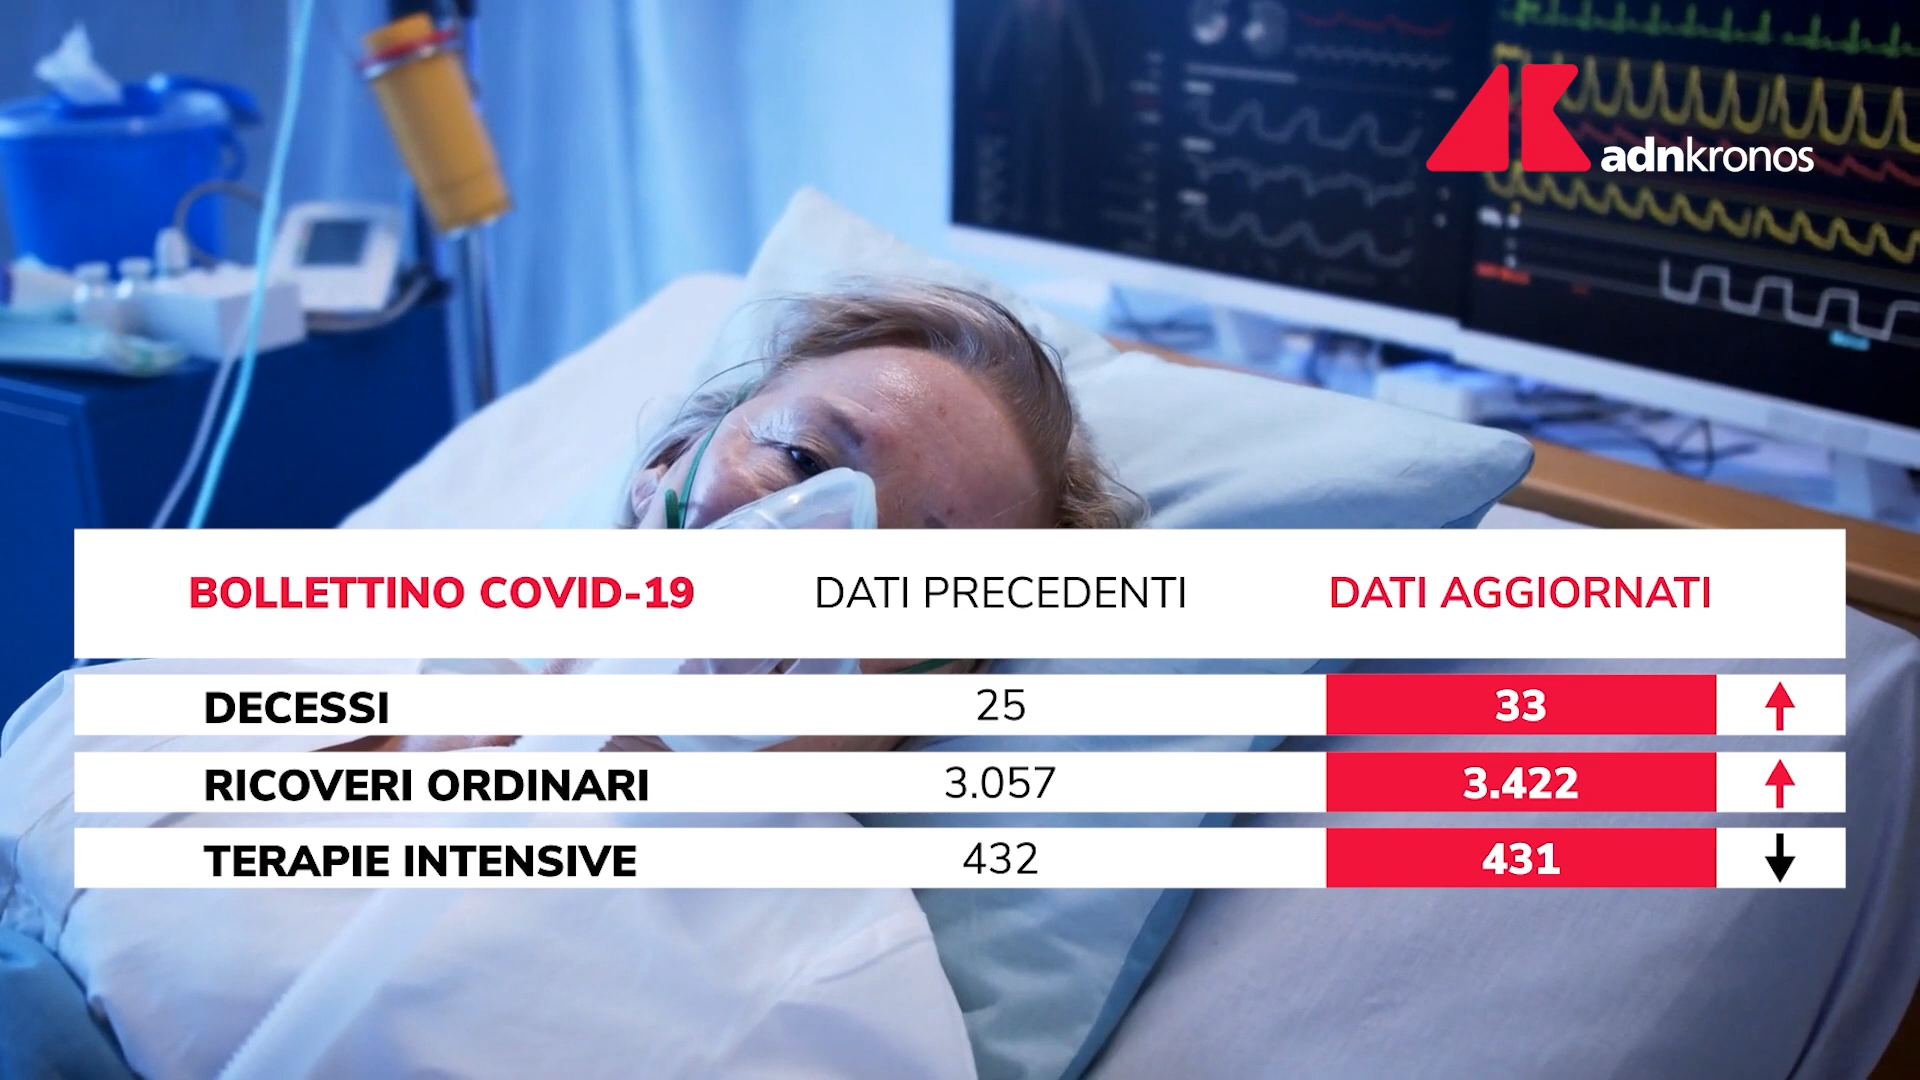 adnkronos
BOLLETTINO COVID-19 DATI PRECEDENTI DATI AGGIORNATI
DECESSI 25 33
RICOVERI ORDINARI 3.057 3.422
TERAPIE INTENSIVE 432 431